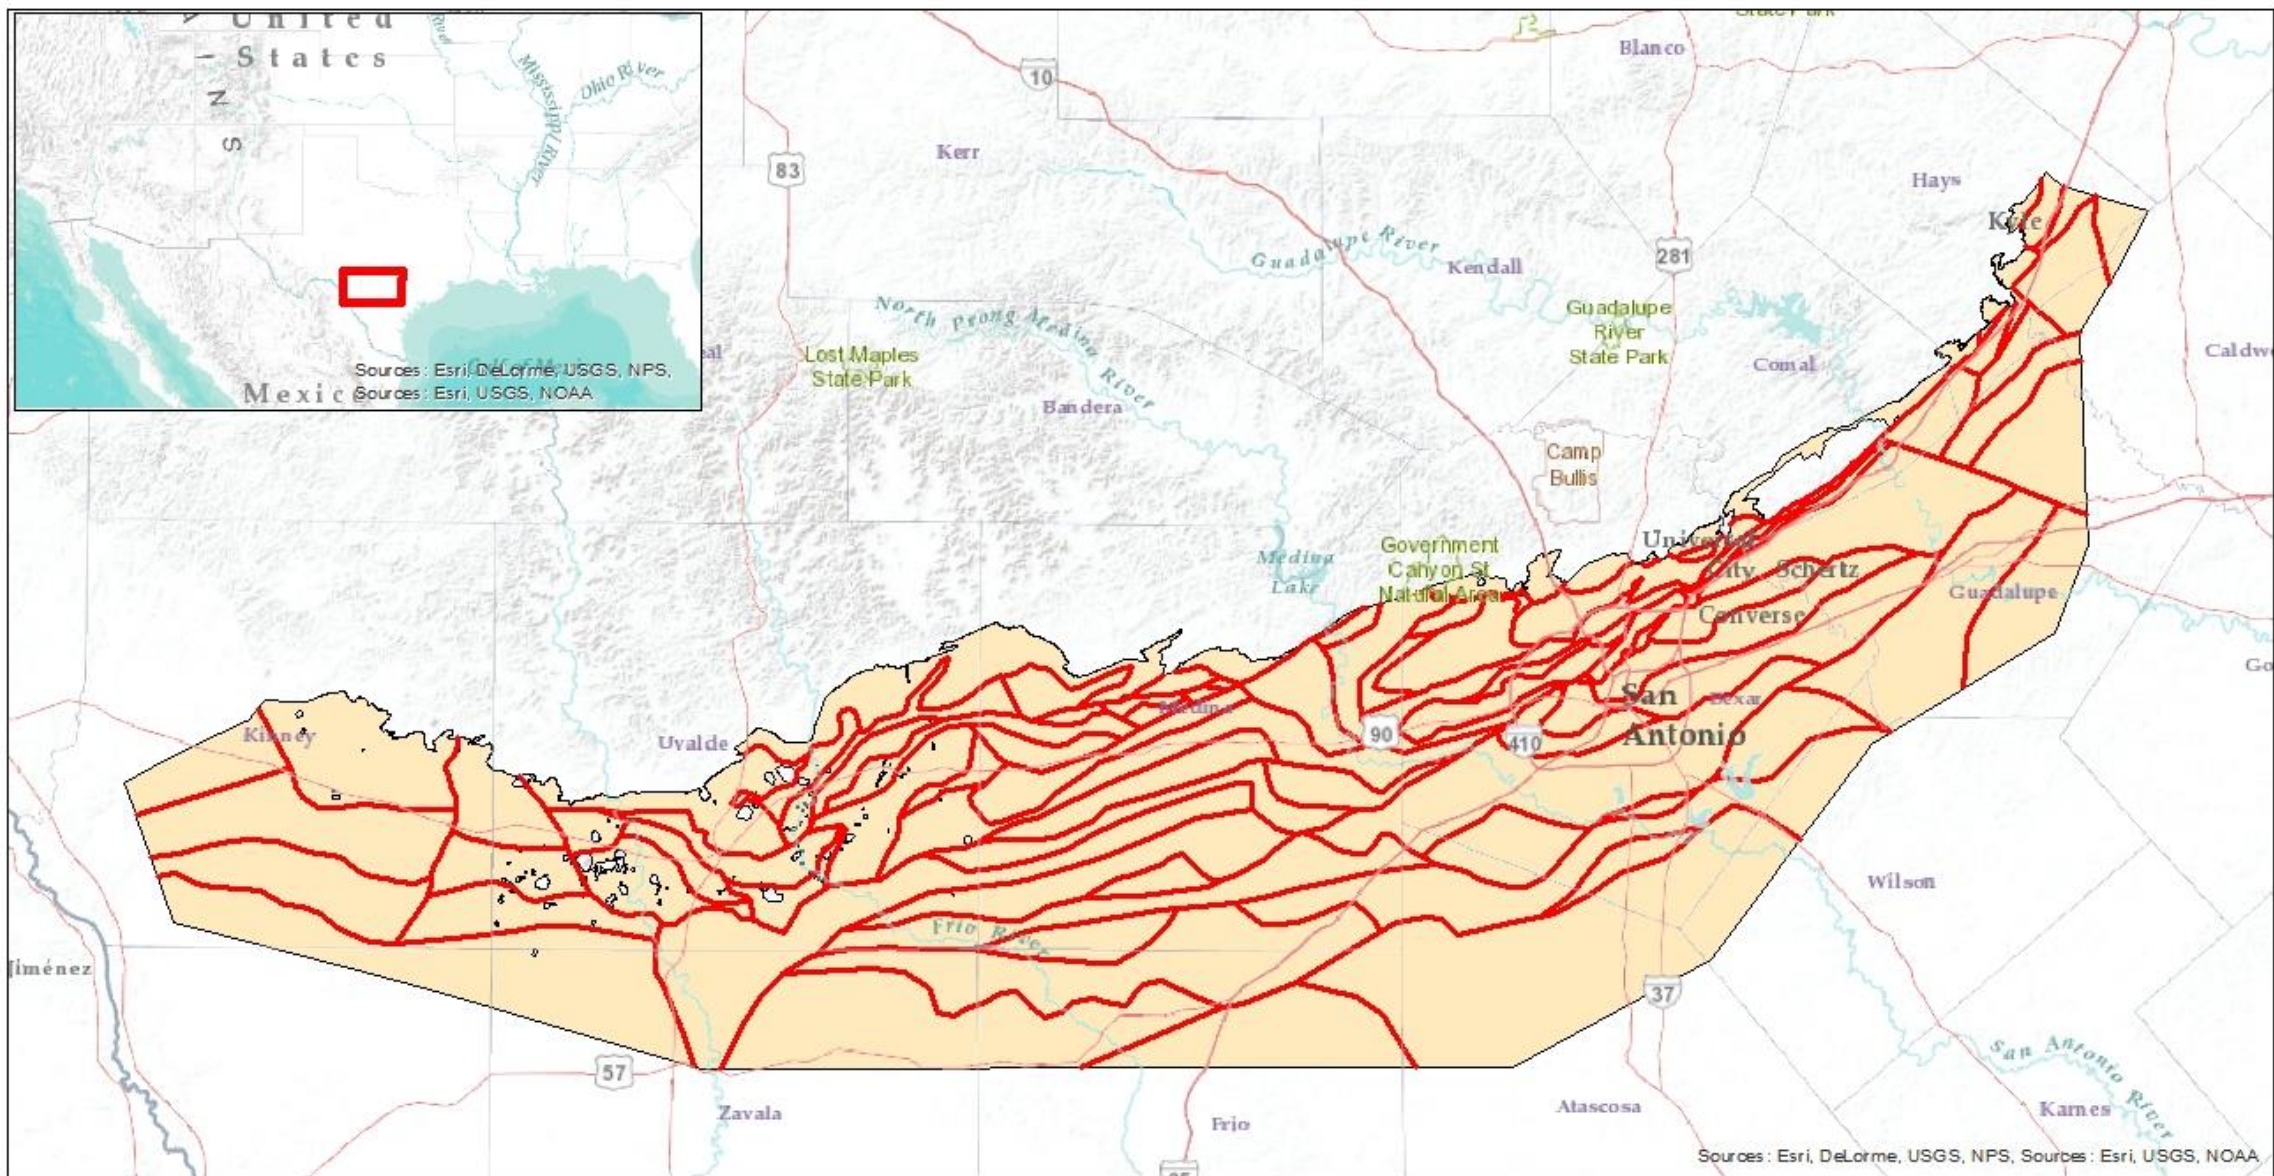 United
States
N
S
River
Mississippi River
Ohio River
Mexico
Sources: Esri, DeLorme, USGS, NPS,
Sources: Esri, USGS, NOAA
State Park
Blanco
10
83
Kerr
Hays
Kyle
281
Guadalupe River
Kendall
North Prong Medina River
Guadalupe
River
State Park
Lost Maples
State Park
Comal
Bandera
Camp
Bullis
Government
Canyon St
Natural Area
Medina
Lake
Universal
City
Schertz
Converse
Guadalupe
Kinney
Uvalde
Medina
90
410
San
Antonio
Bexar
Wilson
Frio River
Jiménez
37
57
San Antonio River
Zavala
Frio
Atascosa
Karnes
Sources: Esri, DeLorme, USGS, NPS, Sources: Esri, USGS, NOAA